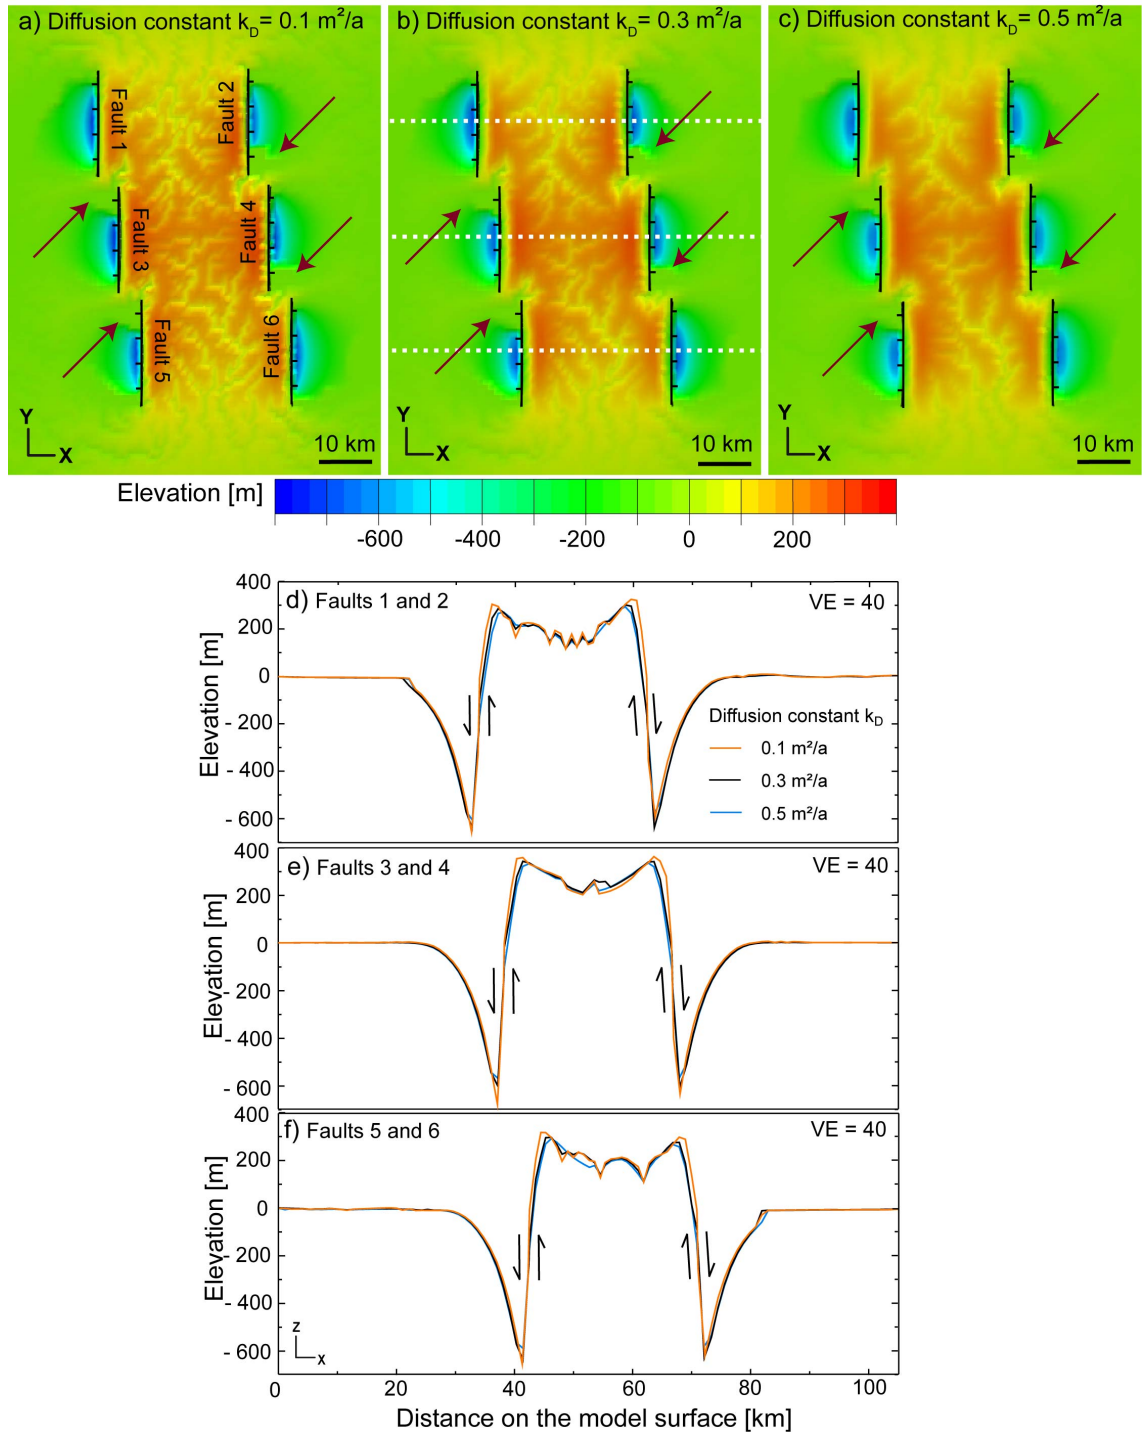 a) Diffusion constant kD= 0.1 m²/a
b) Diffusion constant kD= 0.3 m²/a
c) Diffusion constant kD= 0.5 m²/a
Fault 1
Fault 2
Fault 3
Fault 4
Fault 5
Fault 6
Y
X
10 km
Y
X
10 km
Y
X
10 km
Elevation [m]
-600
-400
-200
0
200
d) Faults 1 and 2
VE = 40
Elevation [m]
400
200
0
- 200
- 400
- 600
Diffusion constant kD
0.1 m²/a
0.3 m²/a
0.5 m²/a
e) Faults 3 and 4
VE = 40
Elevation [m]
400
200
0
- 200
- 400
- 600
f) Faults 5 and 6
VE = 40
Elevation [m]
400
200
0
- 200
- 400
- 600
z
x
0
20
40
60
80
100
Distance on the model surface [km]